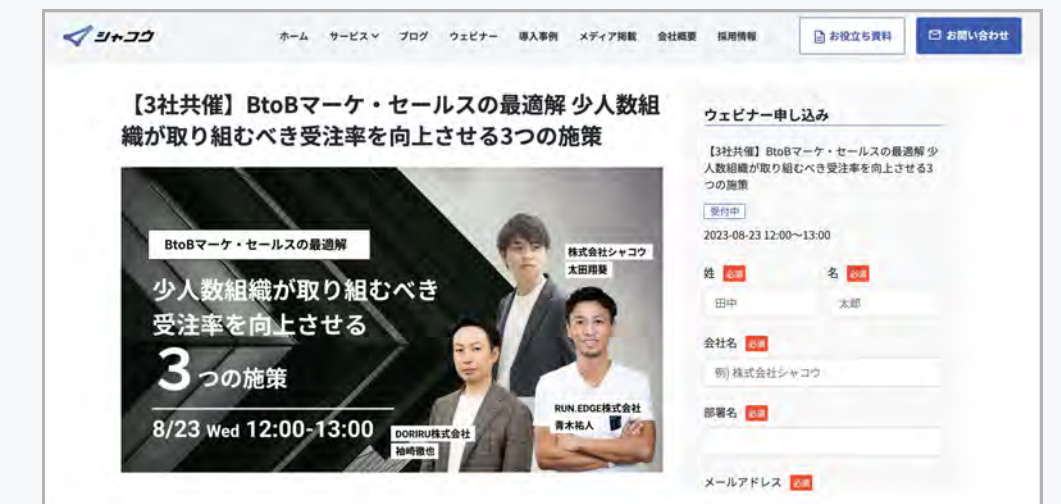 シャコウ
ホーム サービス ブログ ウェビナー 導入事例 メディア掲載 会社概要 採用情報 お役立ち資料 お問い合わせ
【3社共催】BtoBマーケ・セールスの最適解 少人数組
織が取り組むべき受注率を向上させる3つの施策
BtoBマーケ・セールスの最適解
少人数組織が取り組むべき
受注率を向上させる
3つの施策
8/23 Wed 12:00-13:00
株式会社シャコウ
太田翔葵
RUN.EDGE株式会社
青木祐人
DORIRU株式会社
袖崎徹也
ウェビナー申し込み
【3社共催】BtoBマーケ・セールスの最適解 少
人数組織が取り組むべき受注率を向上させる3
つの施策
受付中
2023-08-23 12:00〜13:00
姓 必須 名 必須
田中 太郎
会社名 必須
例) 株式会社シャコウ
部署名 必須
メールアドレス 必須